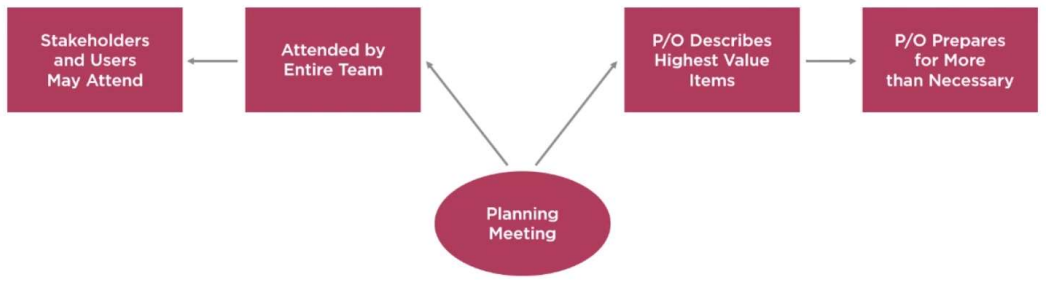 Stakeholders
and Users
May Attend
Attended by
Entire Team
P/O Describes
Highest Value
Items
P/O Prepares
for More
than Necessary
Planning
Meeting